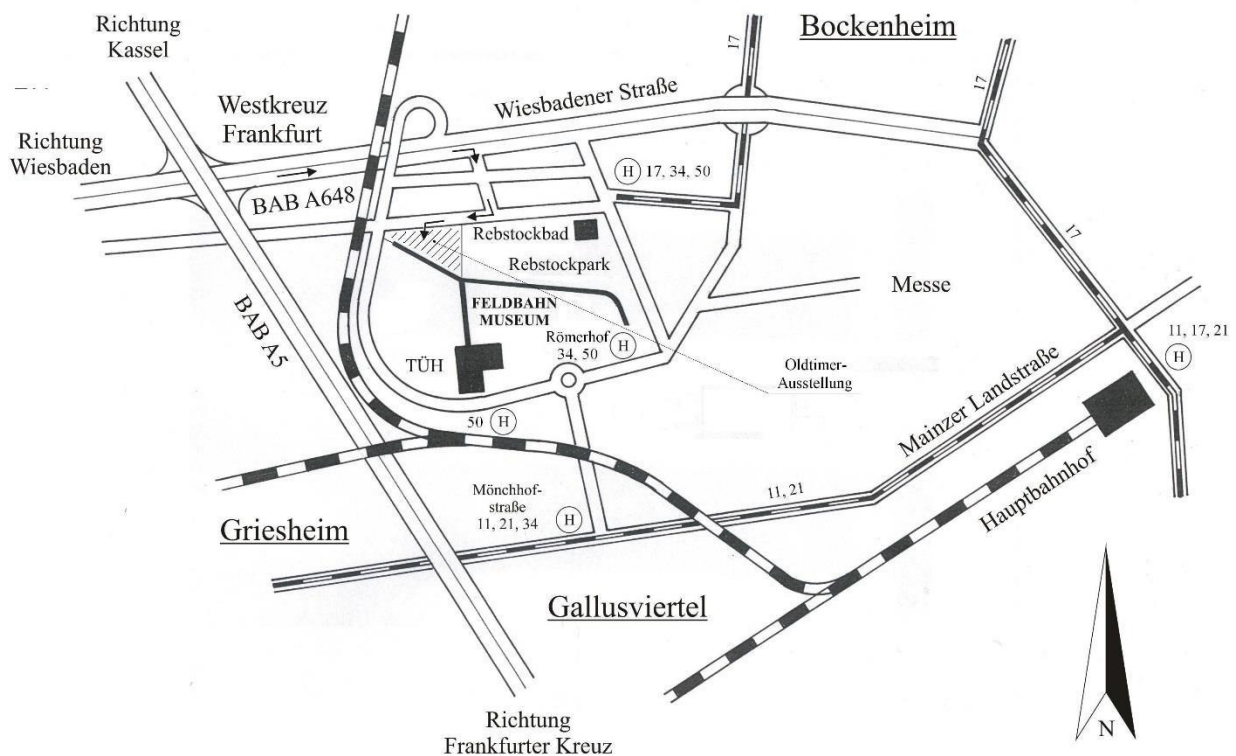 Richtung
Kassel
Bockenheim
17
17
Wiesbadener Straße
Westkreuz
Frankfurt
Richtung
Wiesbaden
BAB A648
H 17, 34, 50
Rebstockbad
Rebstockpark
17
Messe
BAB A5
FELDBAHN
MUSEUM
Römerhof
34, 50 H
TÜH
Oldtimer-
Ausstellung
11, 17, 21
H
Mainzer Landstraße
50 H
Mönchhof-
straße
11, 21, 34 H
11, 21
Hauptbahnhof
Griesheim
Gallusviertel
Richtung
Frankfurter Kreuz
N